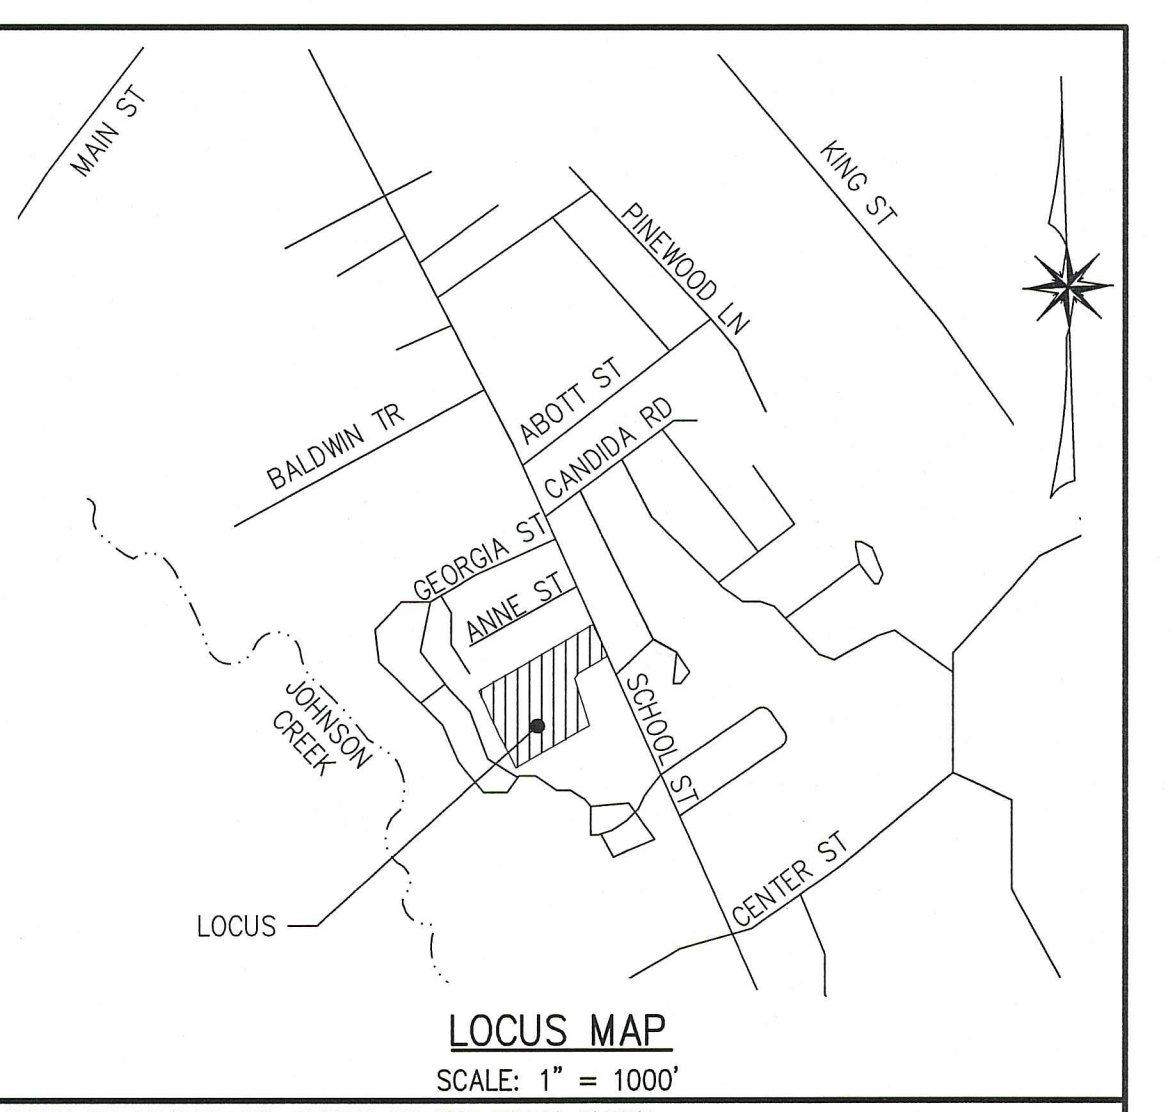 MAIN ST
KING ST
PINEWOOD LN
ABOTT ST
CANDIDA RD
BALDWIN TR
GEORGIA ST
ANNE ST
JOHNSON
CREEK
SCHOOL ST
CENTER ST
LOCUS
LOCUS MAP
SCALE: 1" = 1000'